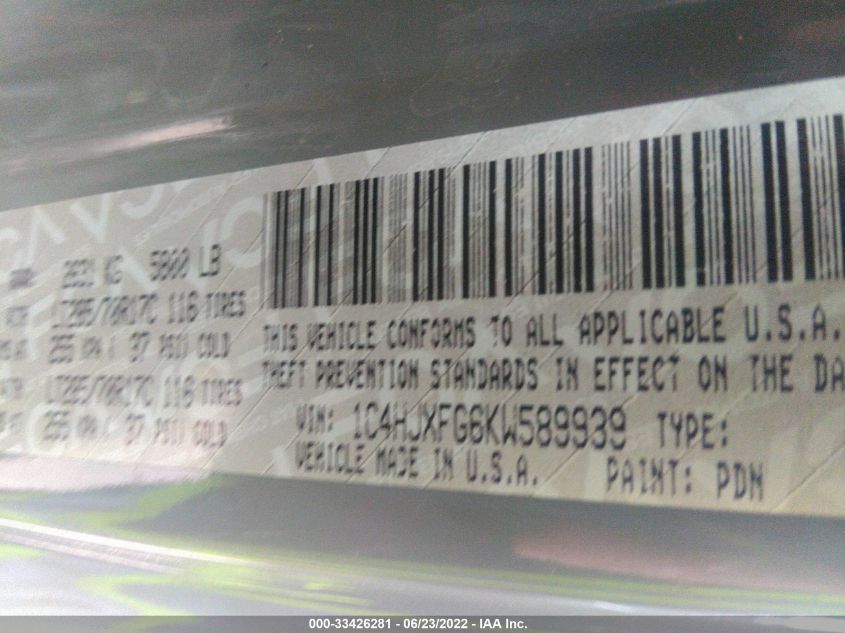 2631 KG 5800 LB
LT285/70R17C 116 TIRES
255 KPA / 37 PSI COLD
LT285/70R17C 116 TIRES
255 KPA / 37 PSI COLD
THIS VEHICLE CONFORMS TO ALL APPLICABLE U.S.A.
THEFT PREVENTION STANDARDS IN EFFECT ON THE DA
VIN: 1C4HJXFG6KW589939 TYPE:
VEHICLE MADE IN U.S.A. PAINT: PDN
000-33426281 - 06/23/2022 - IAA Inc.